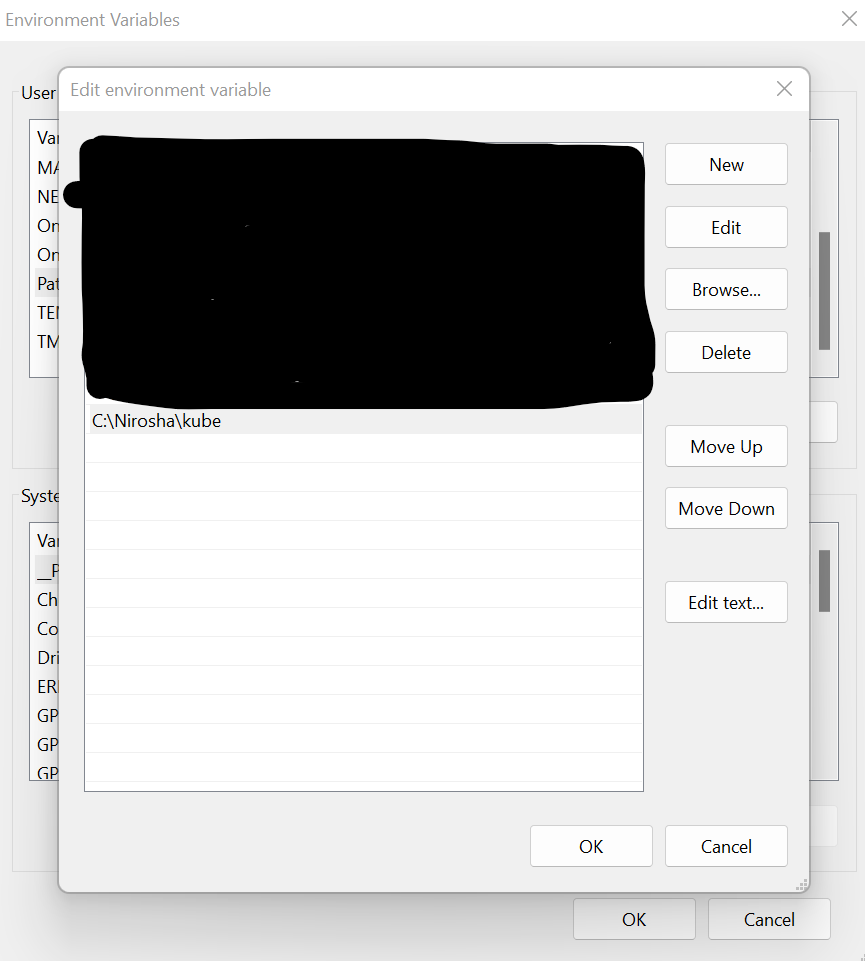 Environment Variables
Edit environment variable
User
Var
MA
NE
On
On
Pat
TEM
TM
C:\Nirosha\kube
New
Edit
Browse...
Delete
Move Up
Move Down
Edit text...
OK
Cancel
Syste
Var
__P
Ch
Co
Dri
ERI
GP
GP
GP
OK
Cancel